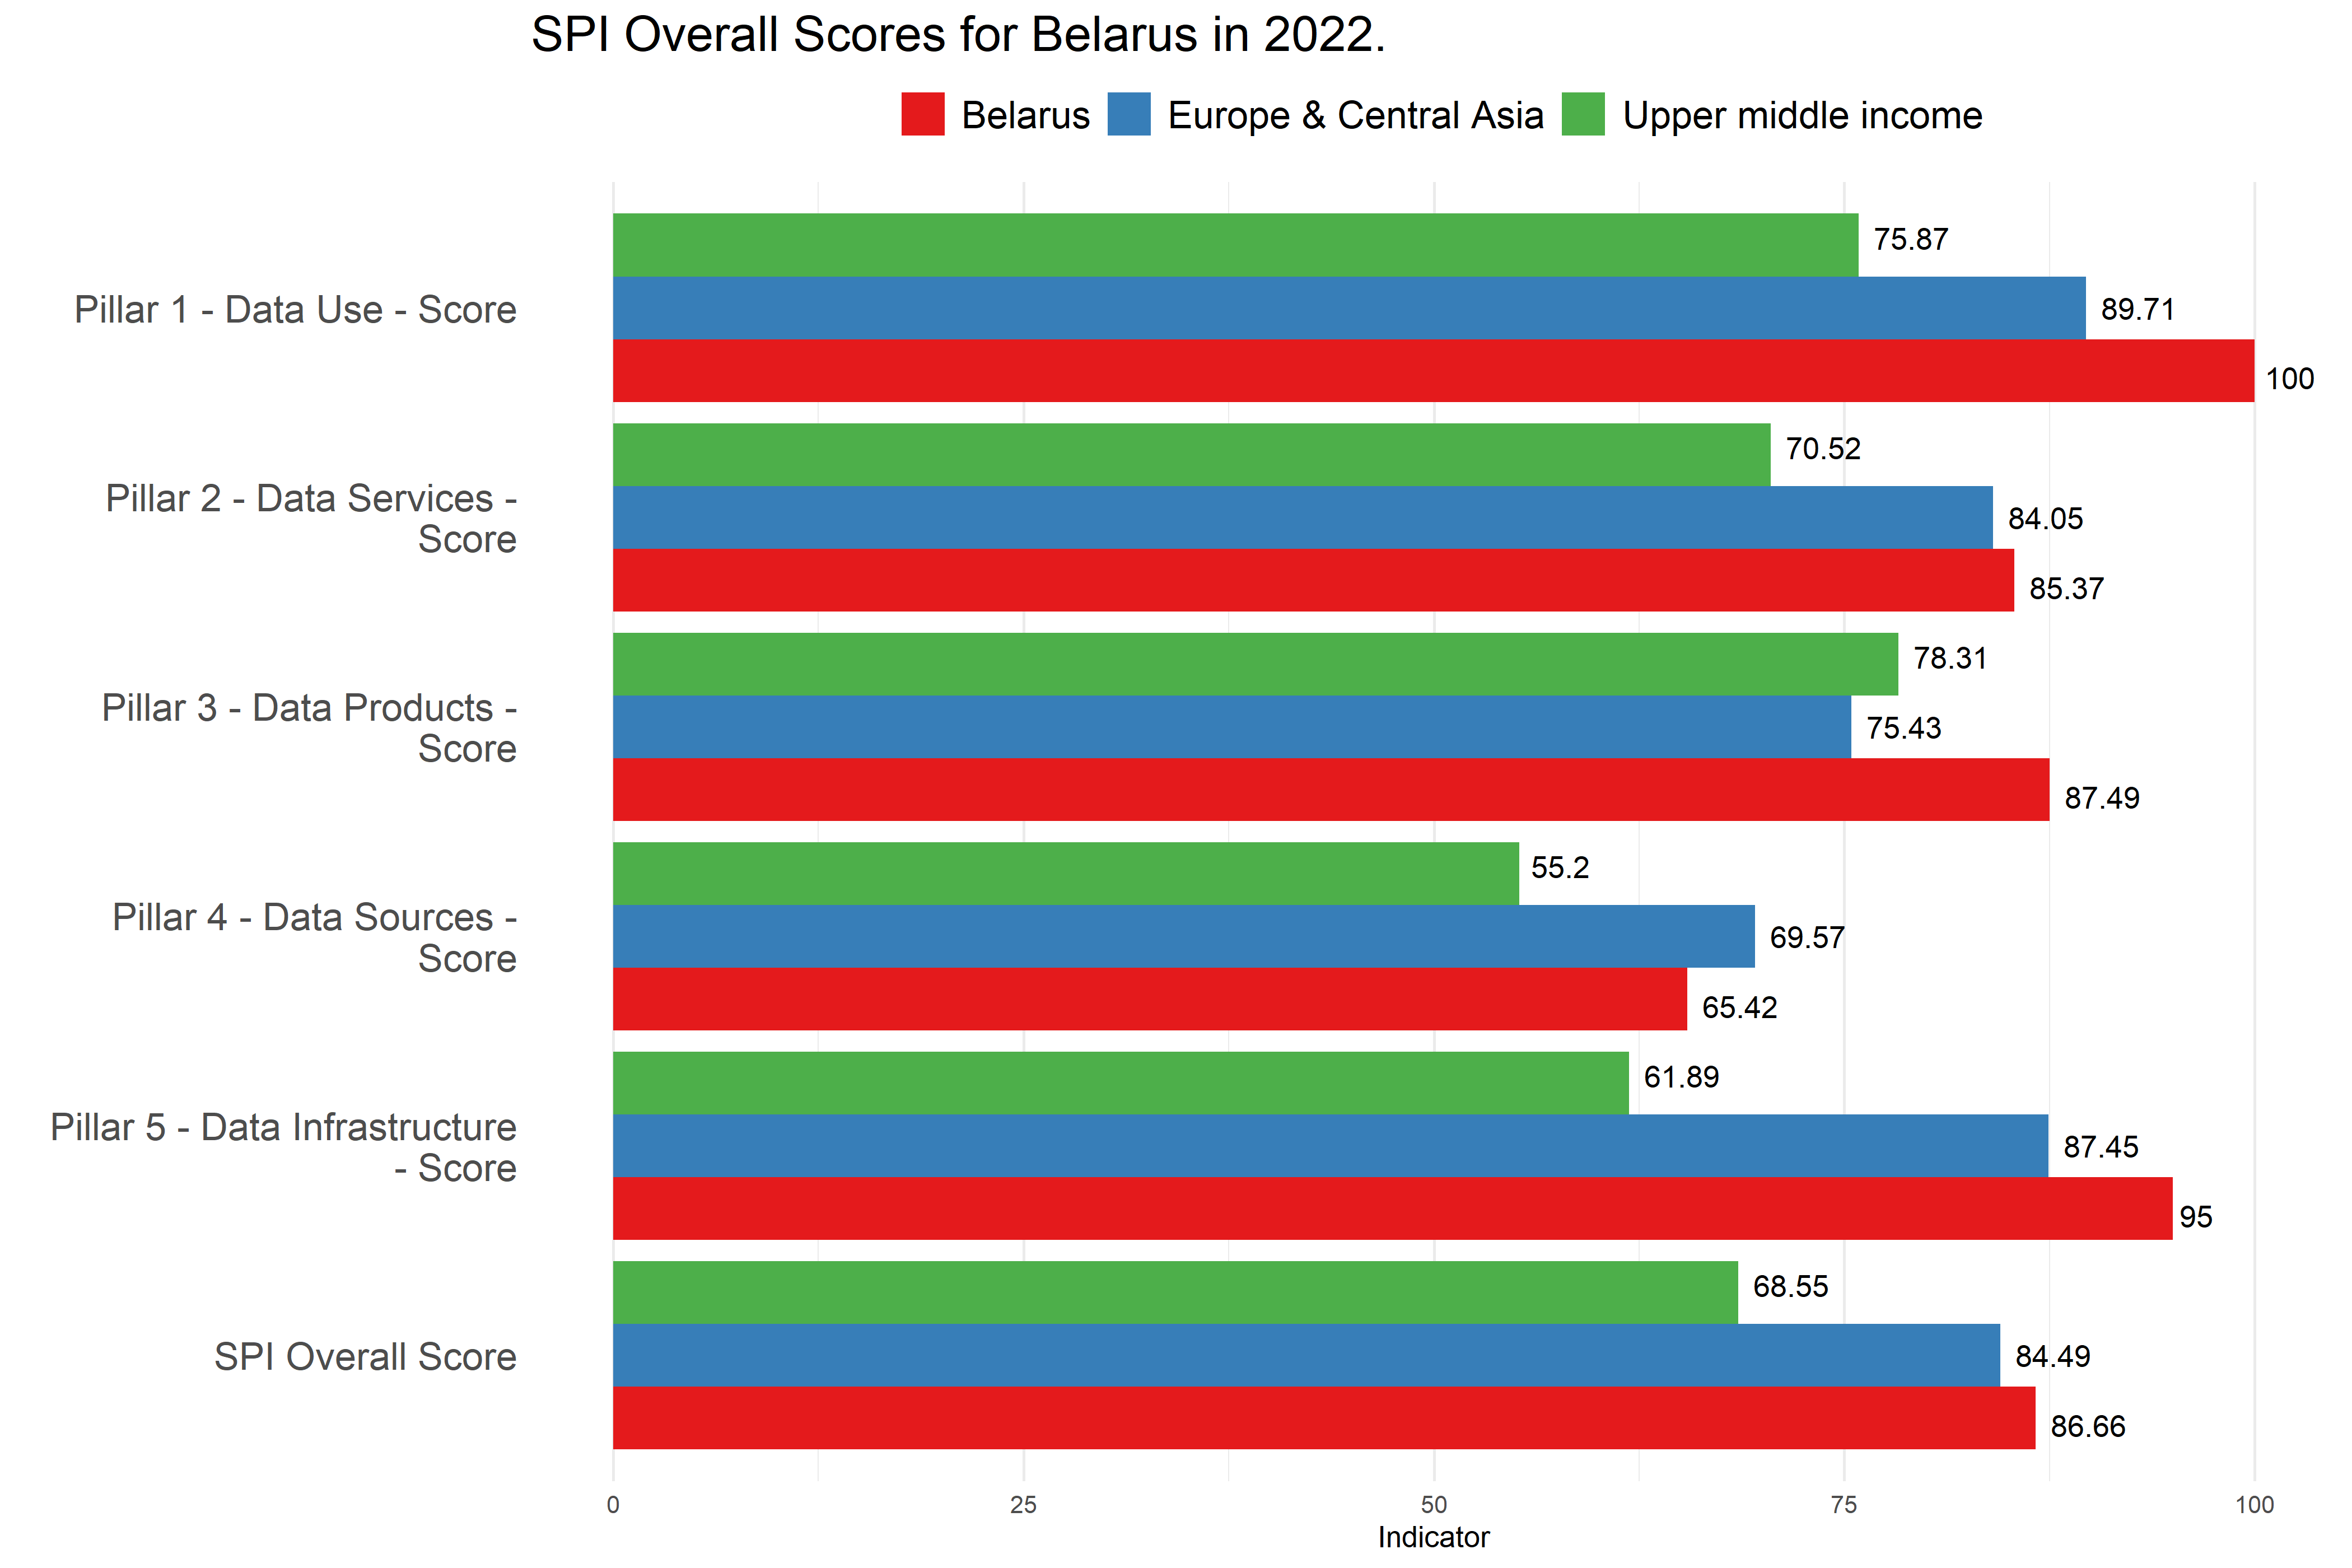 SPI Overall Scores for Belarus in 2022.
Belarus Europe & Central Asia Upper middle income
Pillar 1 - Data Use - Score
75.87
89.71
100
Pillar 2 - Data Services -
Score
70.52
84.05
85.37
Pillar 3 - Data Products -
Score
78.31
75.43
87.49
Pillar 4 - Data Sources -
Score
55.2
69.57
65.42
Pillar 5 - Data Infrastructure
- Score
61.89
87.45
95
SPI Overall Score
68.55
84.49
86.66
0 25 50 75 100
Indicator